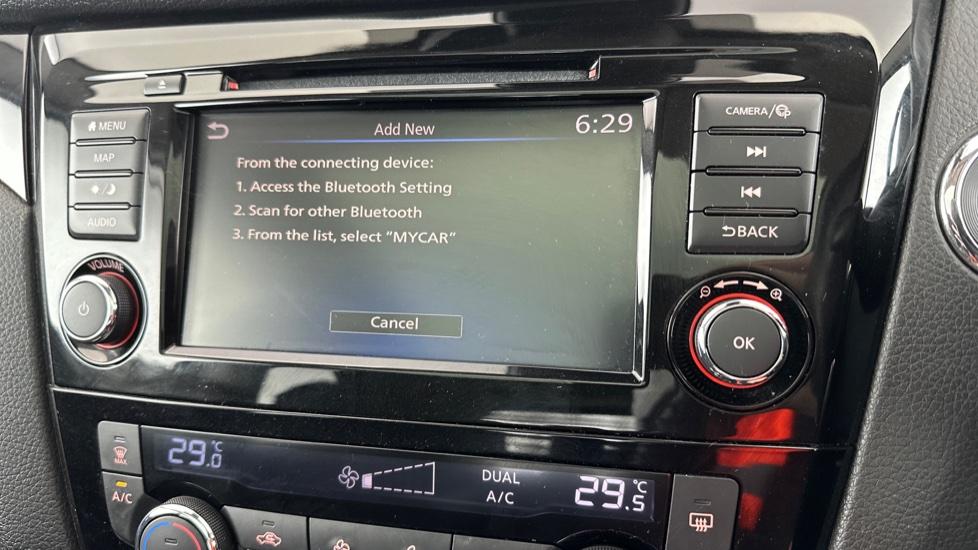 Add New
6:29
From the connecting device:
1. Access the Bluetooth Setting
2. Scan for other Bluetooth
3. From the list, select "MYCAR"
Cancel
MENU
MAP
AUDIO
VOLUME
CAMERA/
BACK
OK
29.0°C
DUAL
A/C
29.5°C
MAX
A/C